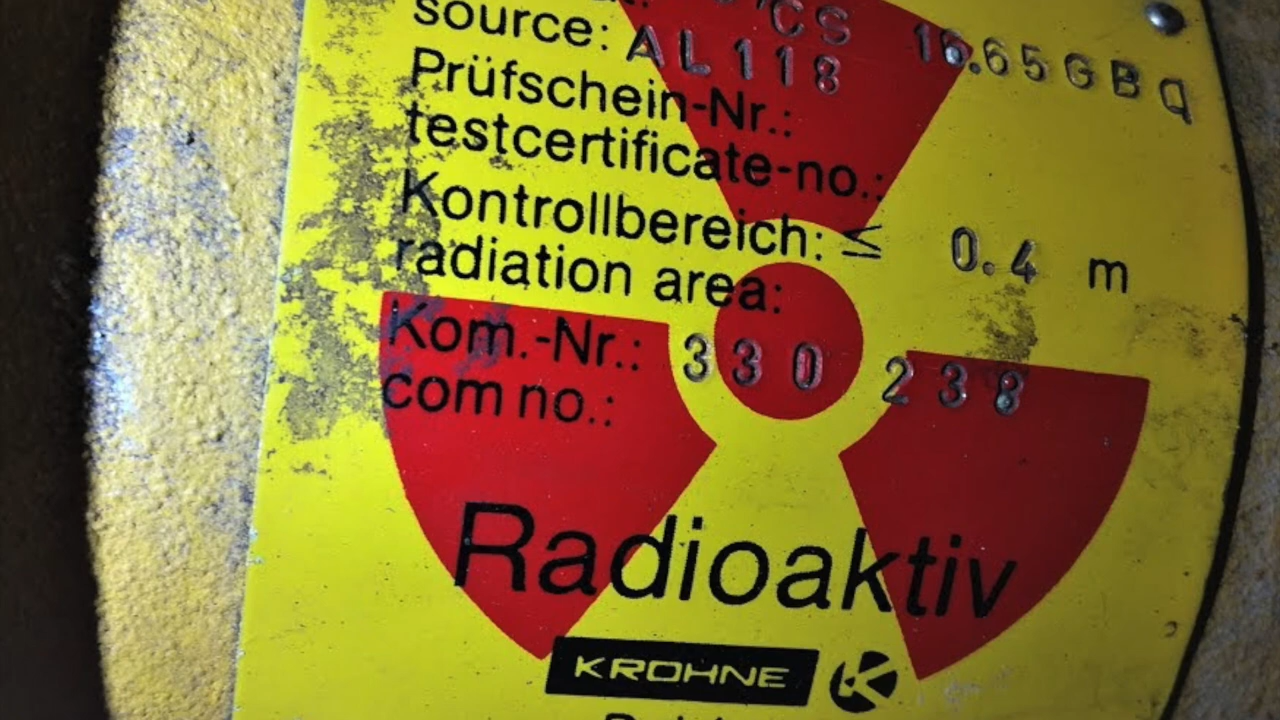 CS 16.65GBq
source: AL118
Prüfschein-Nr.:
testcertificate-no.:
Kontrollbereich: ≤ 0.4 m
radiation area:
Kom.-Nr.: 330 238
com no.:
Radioaktiv
KROHNE